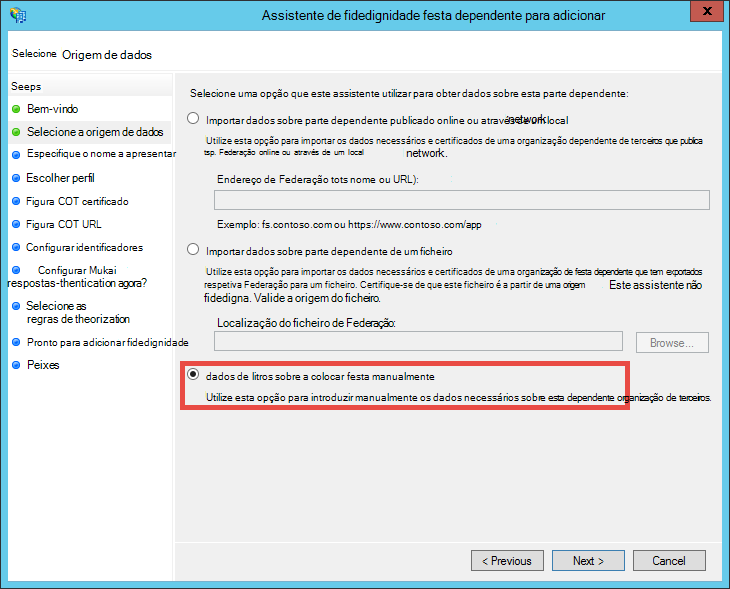 Assistente de fidedignidade festa dependente para adicionar
X
Selecione Origem de dados
Seeps
Bem-vindo
Selecione a origem de dados
Especifique o nome a apresentar
Escolher perfil
Figura COT certificado
Figura COT URL
Configurar identificadores
Configurar Mukai
respostas-thentication agora?
Selecione as
regras de theorization
Pronto para adicionar fidedignidade
Peixes
Selecione uma opção que este assistente utilizar para obter dados sobre esta parte dependente:
Importar dados sobre parte dependente publicado online ou através de um local network
Utilize esta opção para importar os dados necessários e certificados de uma organização dependente de terceiros que publica
tsp. Federação online ou através de um local network.
Endereço de Federação tots nome ou URL):
Exemplo: fs.contoso.com ou https://www.contoso.com/app
Importar dados sobre parte dependente de um ficheiro
Utilize esta opção para importar os dados necessários e certificados de uma organização de festa dependente que tem exportados
respetiva Federação para um ficheiro. Certifique-se de que este ficheiro é a partir de uma origem Este assistente não
fidedigna. Valide a origem do ficheiro.
Localização do ficheiro de Federação:
Browse...
dados de litros sobre a colocar festa manualmente
Utilize esta opção para introduzir manualmente os dados necessários sobre esta dependente organização de terceiros.
< Previous
Next >
Cancel